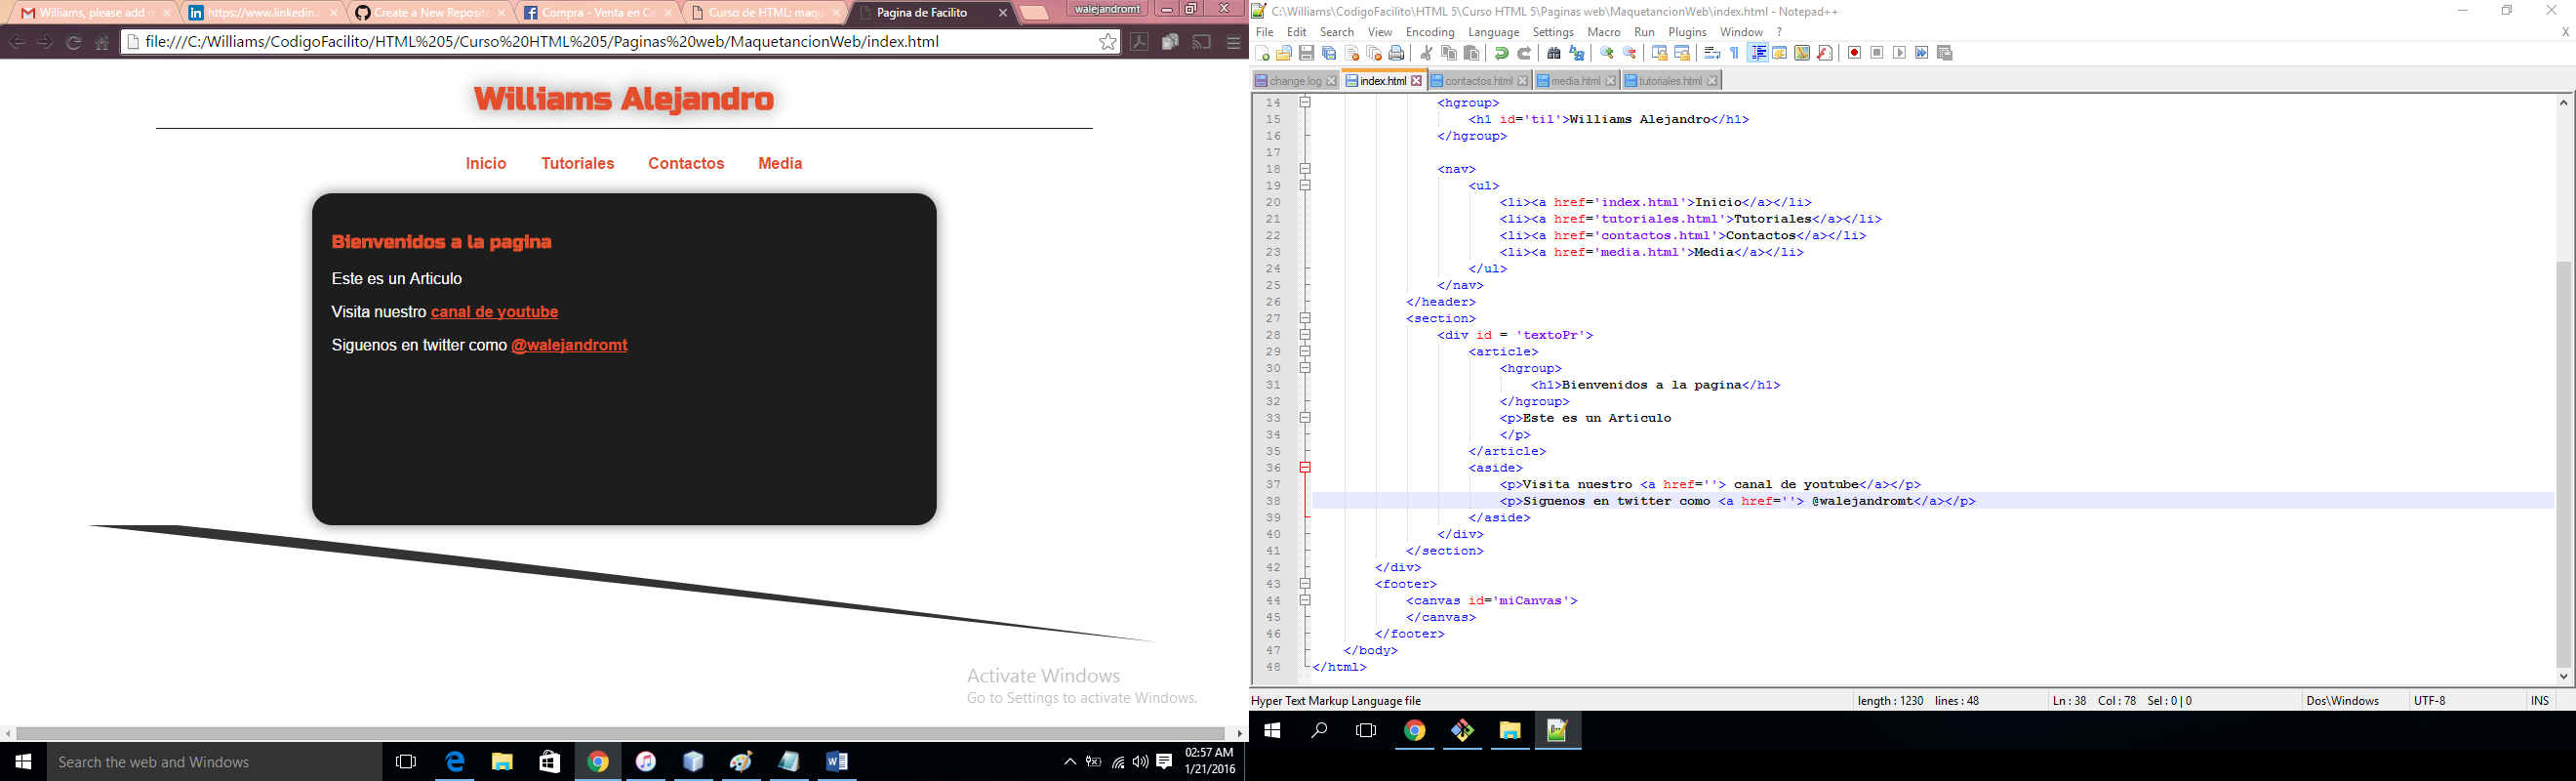 Williams, please add m
https://www.linkedin.c
Create a New Reposito
Compra - Venta en Ca
Curso de HTML: maqu
Pagina de Facilito
walejandromt
file:///C:/Williams/CodigoFacilito/HTML%205/Curso%20HTML%205/Paginas%20web/MaquetancionWeb/index.html
Williams Alejandro
Inicio Tutoriales Contactos Media
Bienvenidos a la pagina
Este es un Articulo
Visita nuestro canal de youtube
Siguenos en twitter como @walejandromt
Activate Windows
Go to Settings to activate Windows.
Search the web and Windows
02:57 AM
1/21/2016
C:\Williams\CodigoFacilito\HTML 5\Curso HTML 5\Paginas web\MaquetancionWeb\index.html - Notepad++
File Edit Search View Encoding Language Settings Macro Run Plugins Window ? X
change.log index.html contactos.html media.html tutoriales.html
14 <hgroup>
15 <h1 id='til'>Williams Alejandro</h1>
16 </hgroup>
17
18 <nav>
19 <ul>
20 <li><a href='index.html'>Inicio</a></li>
21 <li><a href='tutoriales.html'>Tutoriales</a></li>
22 <li><a href='contactos.html'>Contactos</a></li>
23 <li><a href='media.html'>Media</a></li>
24 </ul>
25 </nav>
26 </header>
27 <section>
28 <div id = 'textoPr'>
29 <article>
30 <hgroup>
31 <h1>Bienvenidos a la pagina</h1>
32 </hgroup>
33 <p>Este es un Articulo
34 </p>
35 </article>
36 <aside>
37 <p>Visita nuestro <a href=''> canal de youtube</a></p>
38 <p>Siguenos en twitter como <a href=''> @walejandromt</a></p>
39 </aside>
40 </div>
41 </section>
42 </div>
43 <footer>
44 <canvas id='miCanvas'>
45 </canvas>
46 </footer>
47 </body>
48 </html>
Hyper Text Markup Language file length : 1230 lines : 48 Ln : 38 Col : 78 Sel : 0 | 0 Dos\Windows UTF-8 INS